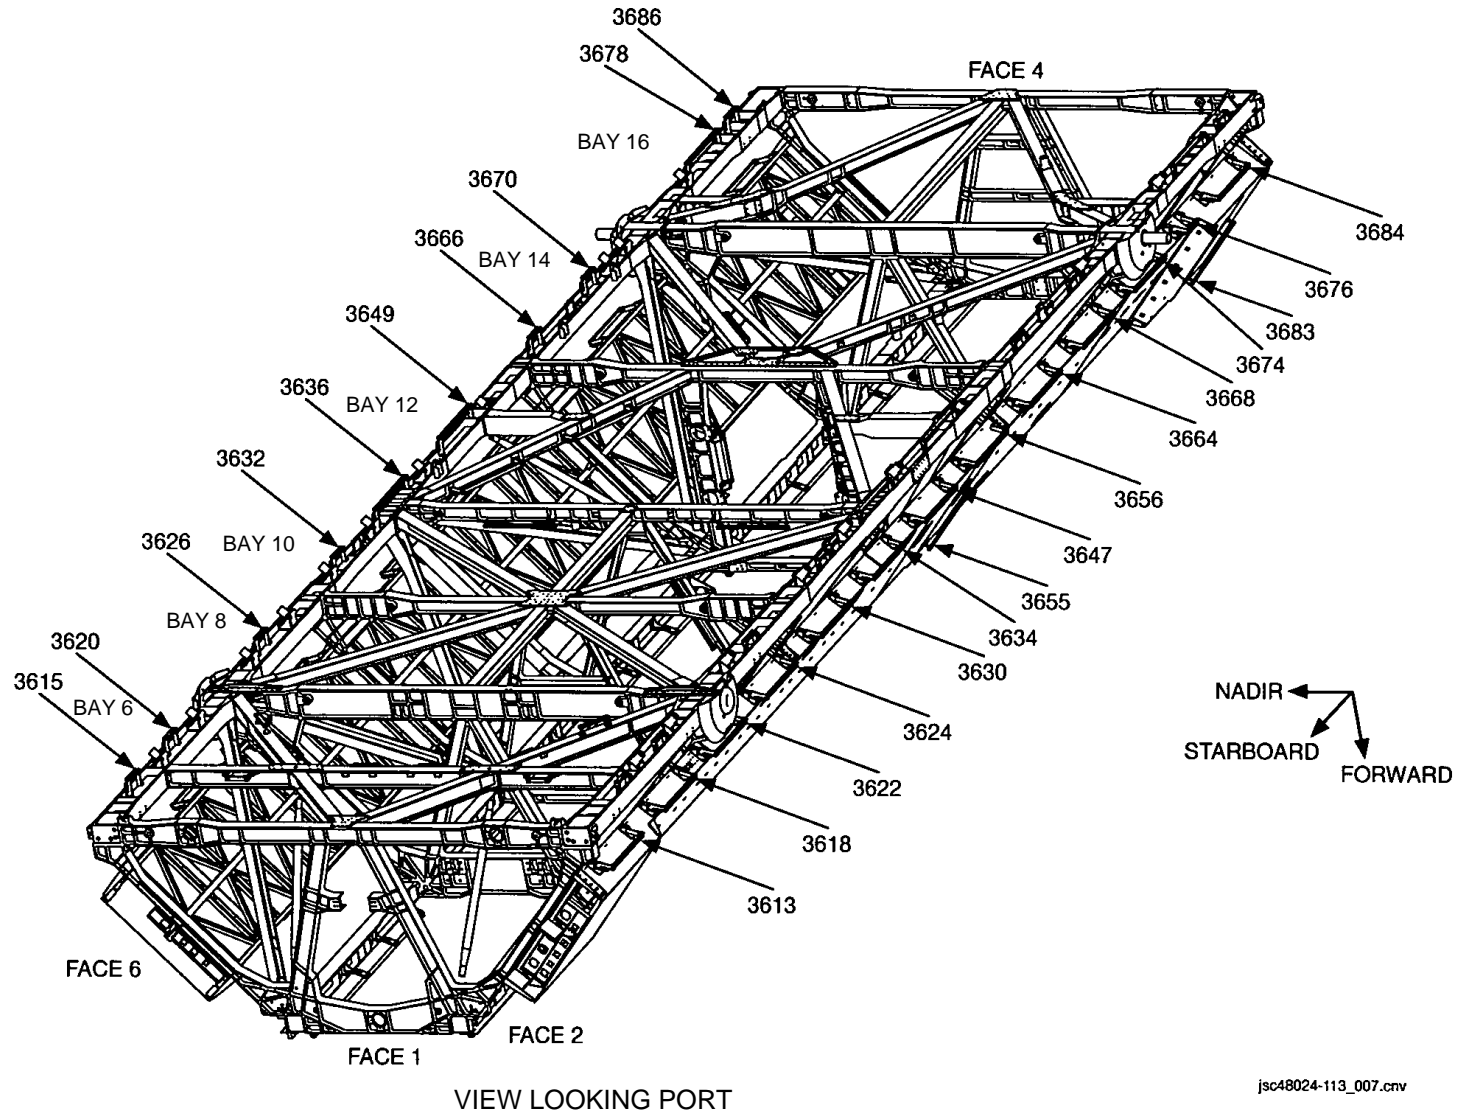 3686
3678
FACE 4
BAY 16
3670
3684
3666
BAY 14
3676
3649
3683
3674
3636
BAY 12
3668
3664
3632
3656
3626
BAY 10
3647
3620
BAY 8
3655
3634
3615
BAY 6
3630
NADIR
3624
STARBOARD
FORWARD
3622
3618
3613
FACE 6
FACE 2
FACE 1
VIEW LOOKING PORT
jsc48024-113_007.cnv